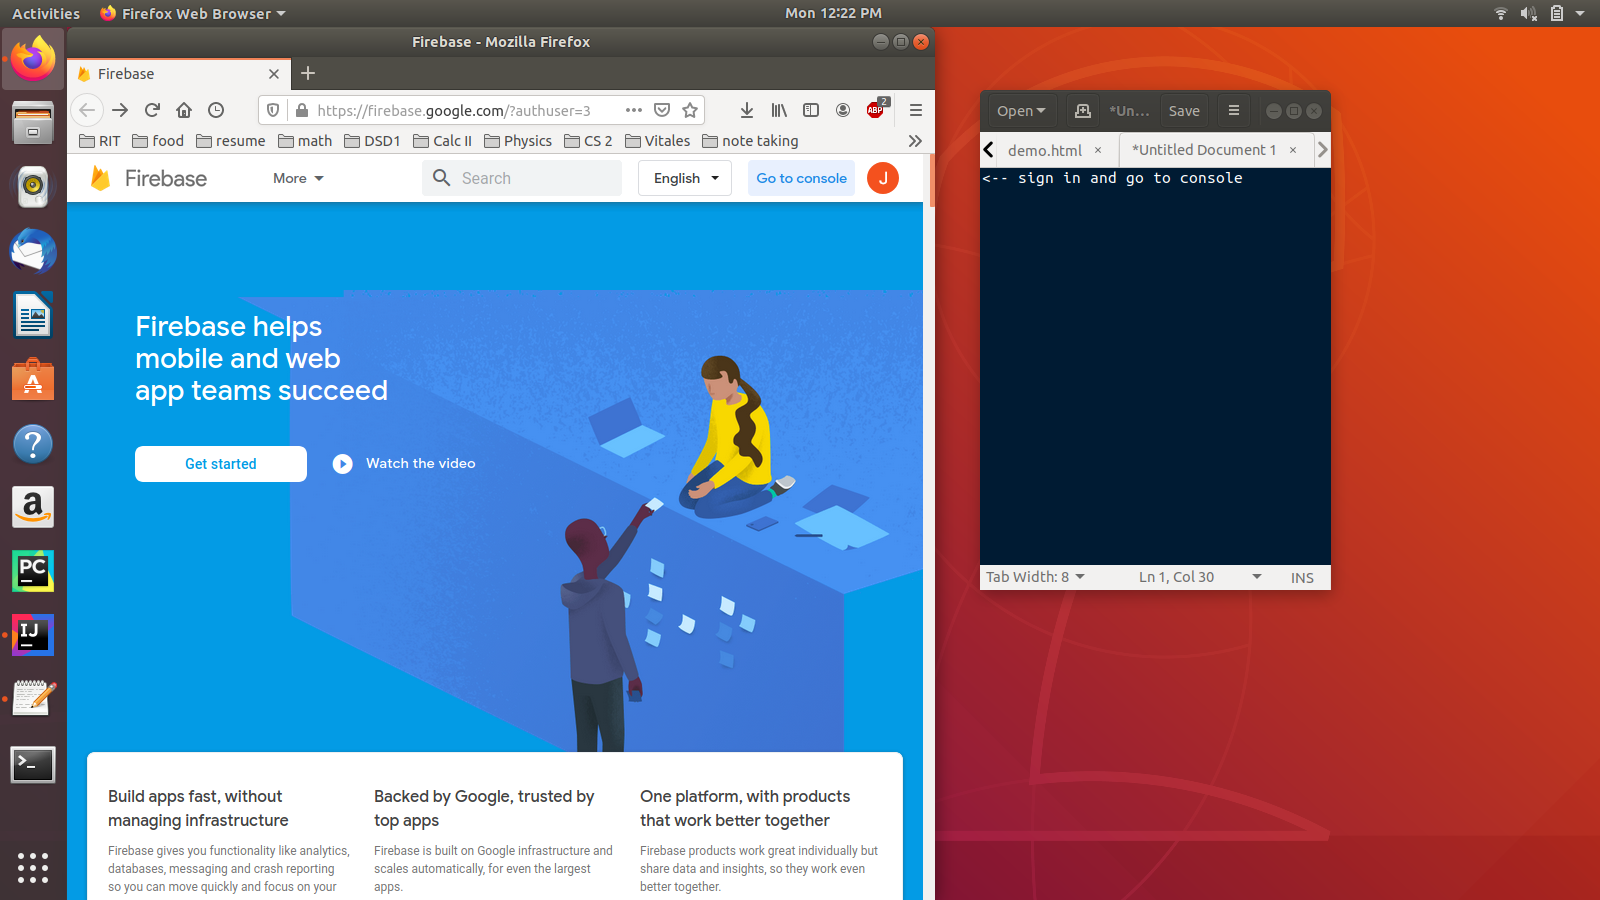 Activities
Firefox Web Browser
Mon 12:22 PM
Firebase - Mozilla Firefox
Firebase
https://firebase.google.com/?authuser=3
ABP
2
RIT food resume math DSD1 Calc II Physics CS 2 Vitales note taking
Firebase
More
Search
English
Go to console
J
Firebase helps
mobile and web
app teams succeed
Get started
Watch the video
Build apps fast, without
managing infrastructure
Firebase gives you functionality like analytics,
databases, messaging and crash reporting
so you can move quickly and focus on your
Backed by Google, trusted by
top apps
Firebase is built on Google infrastructure and
scales automatically, for even the largest
apps.
One platform, with products
that work better together
Firebase products work great individually but
share data and insights, so they work even
better together.
Open
*Un...
Save
demo.html
*Untitled Document 1
<-- sign in and go to console
Tab Width: 8
Ln 1, Col 30
INS
A
?
a
PC
IJ
>_